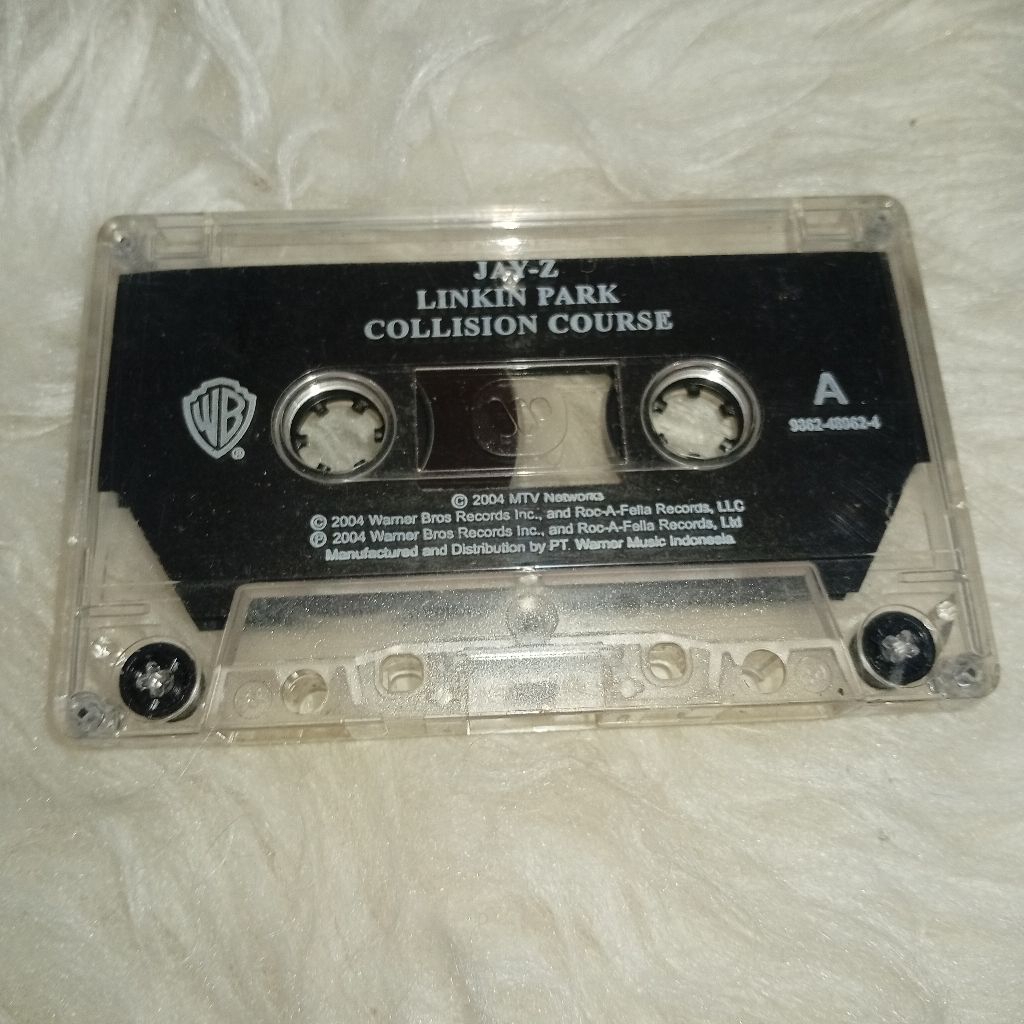 JAY-Z
LINKIN PARK
COLLISION COURSE
A
9362-48962-4
WB
®
© 2004 MTV Networks
© 2004 Warner Bros Records Inc., and Roc-A-Fella Records, LLC
℗ 2004 Warner Bros Records Inc., and Roc-A-Fella Records, Ltd
Manufactured and Distribution by PT. Warner Music Indonesia